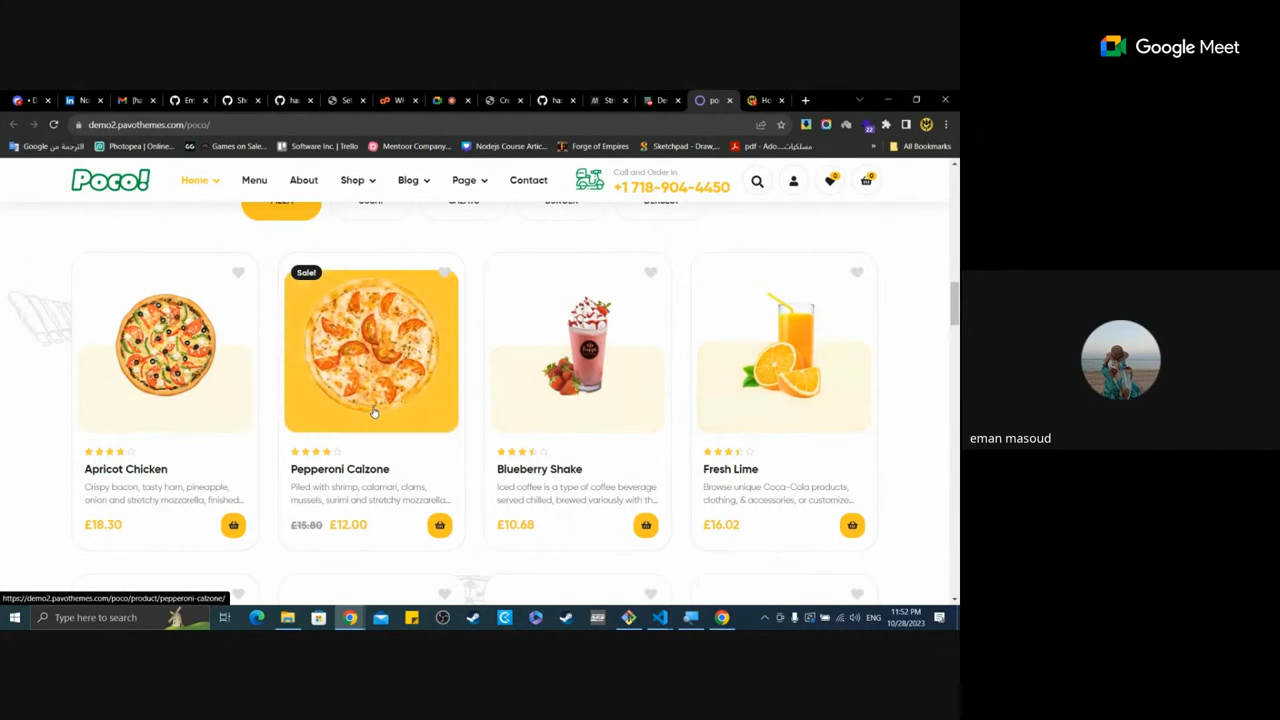 Google Meet
demo2.pavothemes.com/poco/
الترجمة من Google
Photopea | Online...
Games on Sale...
Software Inc. | Trello
Mentoor Company...
Nodejs Course Artic...
Forge of Empires
Sketchpad - Draw,...
pdf - Ado...
»
All Bookmarks
Poco!
Home
Menu
About
Shop
Blog
Page
Contact
Call and Order in
+1 718-904-4450
0
0
Sale!
Apricot Chicken
Crispy bacon, tasty ham, pineapple,
onion and stretchy mozzarella, finished...
£18.30
Pepperoni Calzone
Piled with shrimp, calamari, clams,
mussels, surimi and stretchy mozzarella...
£15.80 £12.00
Blueberry Shake
Iced coffee is a type of coffee beverage
served chilled, brewed variously with th...
£10.68
Fresh Lime
Browse unique Coca-Cola products,
clothing, & accessories, or customize...
£16.02
eman masoud
https://demo2.pavothemes.com/poco/product/pepperoni-calzone/
Type here to search
ENG
11:52 PM
10/28/2023